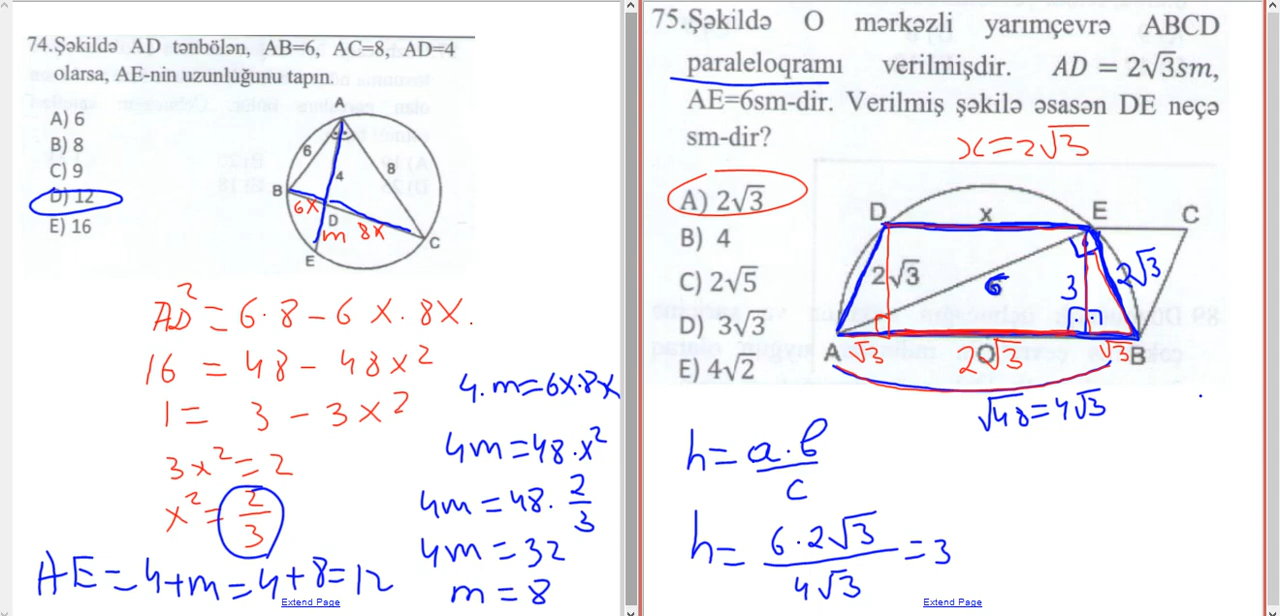 74.Şəkildə AD tənbölən, AB=6, AC=8, AD=4
olarsa, AE-nin uzunluğunu tapın.
A) 6
B) 8
C) 9
D) 12
E) 16
A
6
8
4
B
6x
D
m
8x
C
E
AD² = 6·8 – 6x·8x.
16 = 48 – 48x²
1 = 3 – 3x²
3x² = 2
x² = 2/3
4·m=6x·8x
4m=48·x²
4m=48·2/3
4m=32
m=8
AE=4+m=4+8=12
Extend Page
75.Şəkildə O mərkəzli yarımçevrə ABCD
paraleloqramı verilmişdir. AD = 2√3sm,
AE=6sm-dir. Verilmiş şəkilə əsasən DE neçə
sm-dir?
x=2√3
A) 2√3
B) 4
C) 2√5
D) 3√3
E) 4√2
D
x
E
C
2√3
6
3
2√3
A
√3
2√3
O
√3
B
√48=4√3
h=a·b/c
h=6·2√3/4√3=3
Extend Page